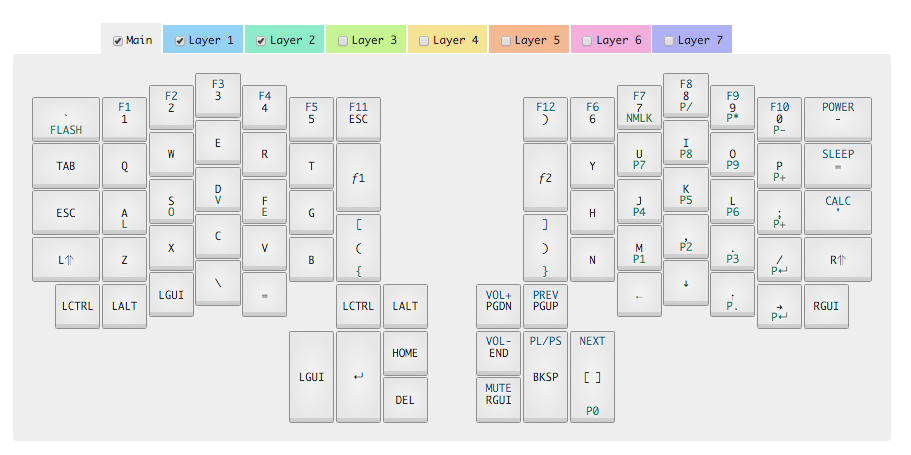 Main Layer 1 Layer 2 Layer 3 Layer 4 Layer 5 Layer 6 Layer 7
` FLASH
F1 1
F2 2
F3 3
F4 4
F5 5
F11 ESC
F12 )
F6 6
F7 7 NMLK
F8 8 P/
F9 9 P*
F10 0 P-
POWER -
TAB
Q
W
E
R
T
ƒ1
ƒ2
Y
U P7
I P8
O P9
P P+
SLEEP =
ESC
A L
S O
D V
F E
G
[ ( {
] ) }
H
J P4
K P5
L P6
; P+
CALC '
L⇑
Z
X
C
V
B
N
M P1
, P2
. P3
/ P↵
R⇑
LCTRL
LALT
LGUI
\
=
LCTRL
LALT
VOL+ PGDN
PREV PGUP
←
↓
↑ P.
→ P↵
RGUI
LGUI
↵
HOME
DEL
VOL- END
MUTE RGUI
PL/PS BKSP
NEXT [ ] P0